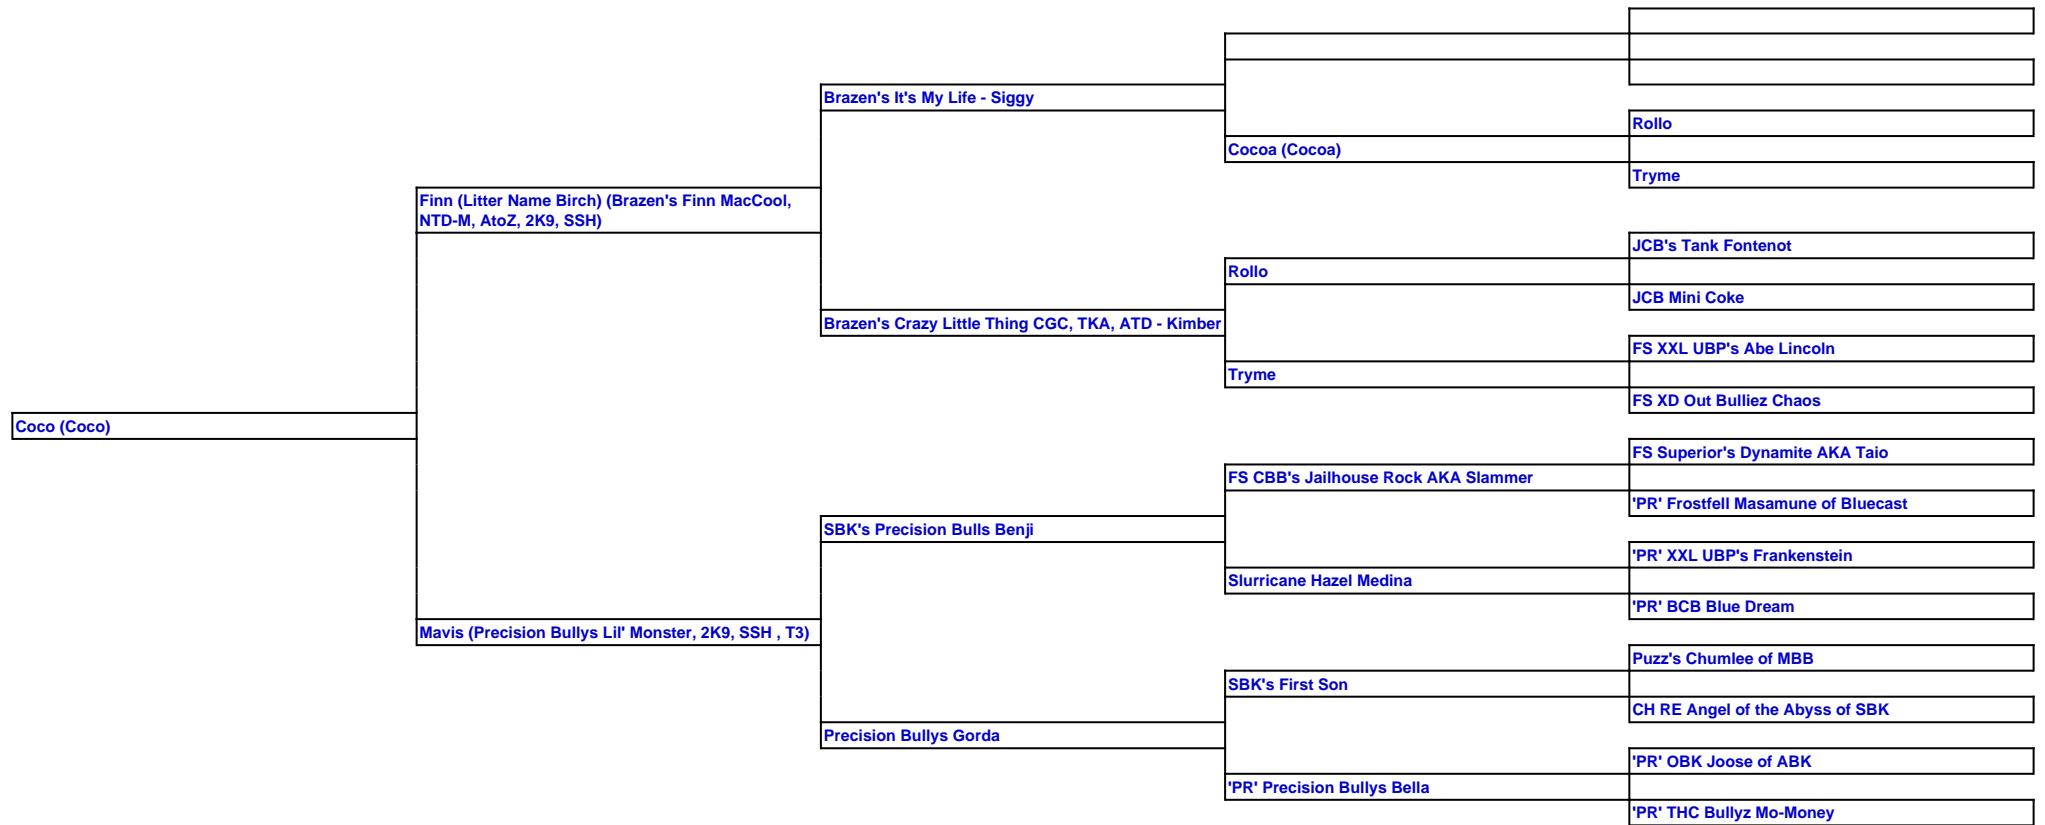 Brazen's It's My Life - Siggy
Rollo
Cocoa (Cocoa)
Tryme
Finn (Litter Name Birch) (Brazen's Finn MacCool,
NTD-M, AtoZ, 2K9, SSH)
JCB's Tank Fontenot
Rollo
JCB Mini Coke
Brazen's Crazy Little Thing CGC, TKA, ATD - Kimber
FS XXL UBP's Abe Lincoln
Tryme
FS XD Out Bulliez Chaos
Coco (Coco)
FS Superior's Dynamite AKA Taio
FS CBB's Jailhouse Rock AKA Slammer
'PR' Frostfell Masamune of Bluecast
SBK's Precision Bulls Benji
'PR' XXL UBP's Frankenstein
Slurricane Hazel Medina
'PR' BCB Blue Dream
Mavis (Precision Bullys Lil' Monster, 2K9, SSH , T3)
Puzz's Chumlee of MBB
SBK's First Son
CH RE Angel of the Abyss of SBK
Precision Bullys Gorda
'PR' OBK Joose of ABK
'PR' Precision Bullys Bella
'PR' THC Bullyz Mo-Money